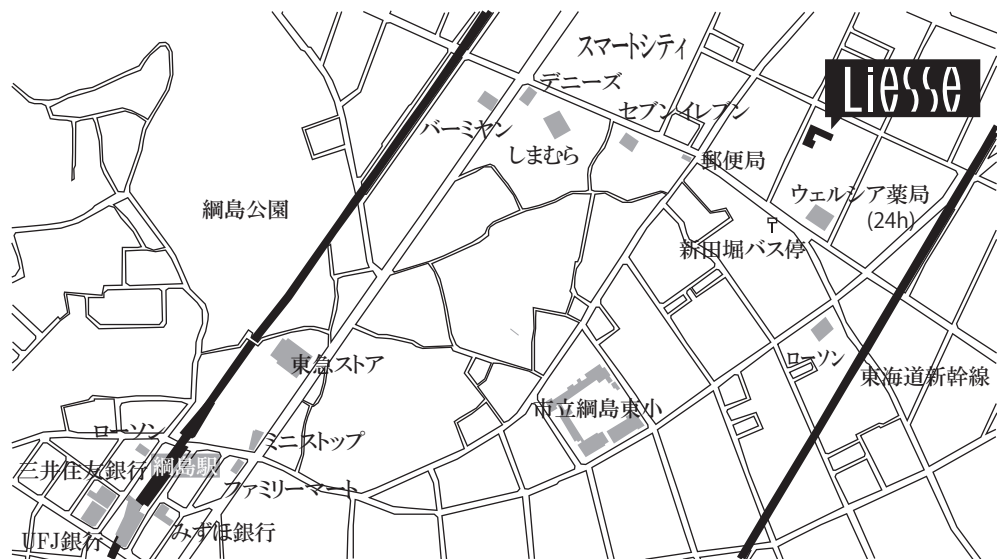 スマートシティ
デニーズ
Liesse
セブンイレブン
バーミヤン
しまむら
郵便局
ウェルシア薬局
(24h)
綱島公園
新田堀バス停
東急ストア
ローソン
東海道新幹線
市立綱島東小
ローソン
ミニストップ
三井住友銀行
綱島駅
ファミリーマート
みずほ銀行
UFJ銀行